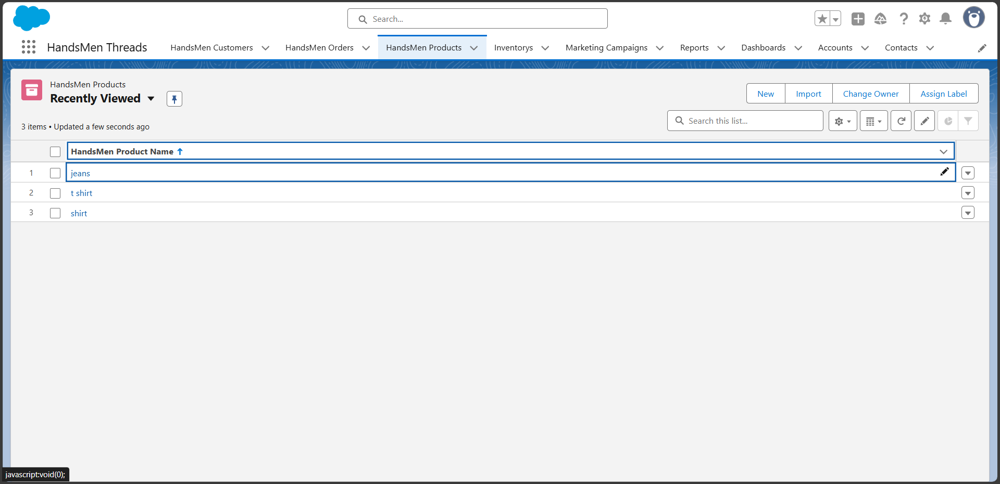 Search...
HandsMen Threads
HandsMen Customers
HandsMen Orders
HandsMen Products
Inventorys
Marketing Campaigns
Reports
Dashboards
Accounts
Contacts
HandsMen Products
Recently Viewed
New
Import
Change Owner
Assign Label
3 items • Updated a few seconds ago
Search this list...
HandsMen Product Name
1 jeans
2 t shirt
3 shirt
javascript:void(0);